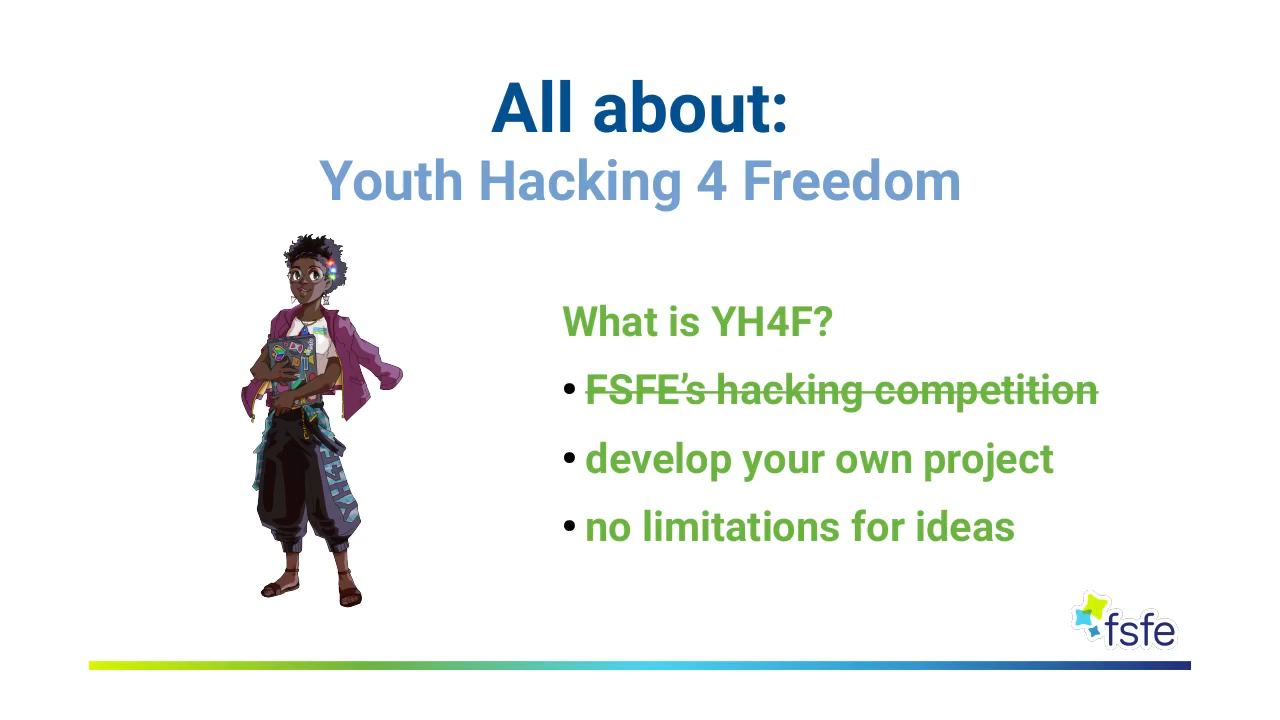 All about:
Youth Hacking 4 Freedom
What is YH4F?
• FSFE’s hacking competition
• develop your own project
• no limitations for ideas
YH4F
fsfe